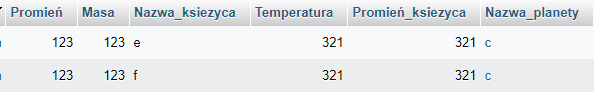 Promień Masa Nazwa_ksiezyca Temperatura Promień_ksiezyca Nazwa_planety
123 123 e 321 321 c
123 123 f 321 321 c